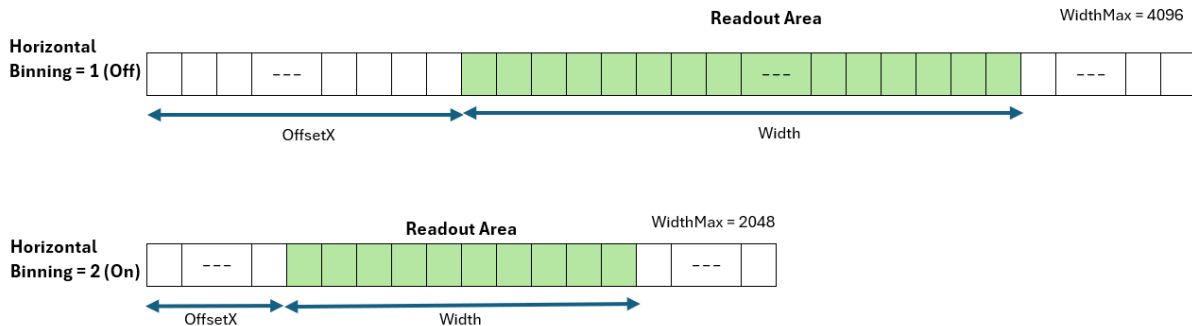 Readout Area
WidthMax = 4096
Horizontal
Binning = 1 (Off)
---
---
---
OffsetX
Width
Readout Area
WidthMax = 2048
Horizontal
Binning = 2 (On)
---
---
OffsetX
Width